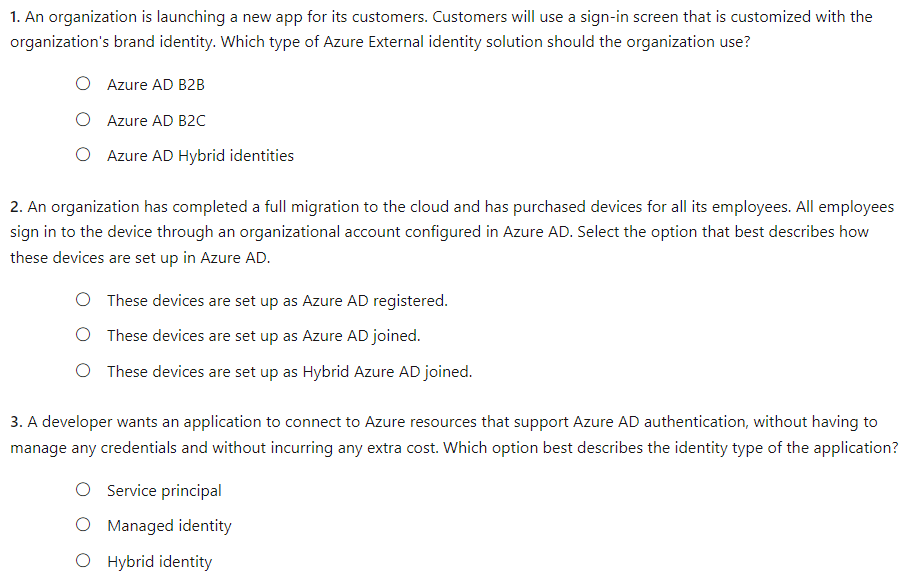 1. An organization is launching a new app for its customers. Customers will use a sign-in screen that is customized with the
organization's brand identity. Which type of Azure External identity solution should the organization use?
Azure AD B2B
Azure AD B2C
Azure AD Hybrid identities
2. An organization has completed a full migration to the cloud and has purchased devices for all its employees. All employees
sign in to the device through an organizational account configured in Azure AD. Select the option that best describes how
these devices are set up in Azure AD.
These devices are set up as Azure AD registered.
These devices are set up as Azure AD joined.
These devices are set up as Hybrid Azure AD joined.
3. A developer wants an application to connect to Azure resources that support Azure AD authentication, without having to
manage any credentials and without incurring any extra cost. Which option best describes the identity type of the application?
Service principal
Managed identity
Hybrid identity